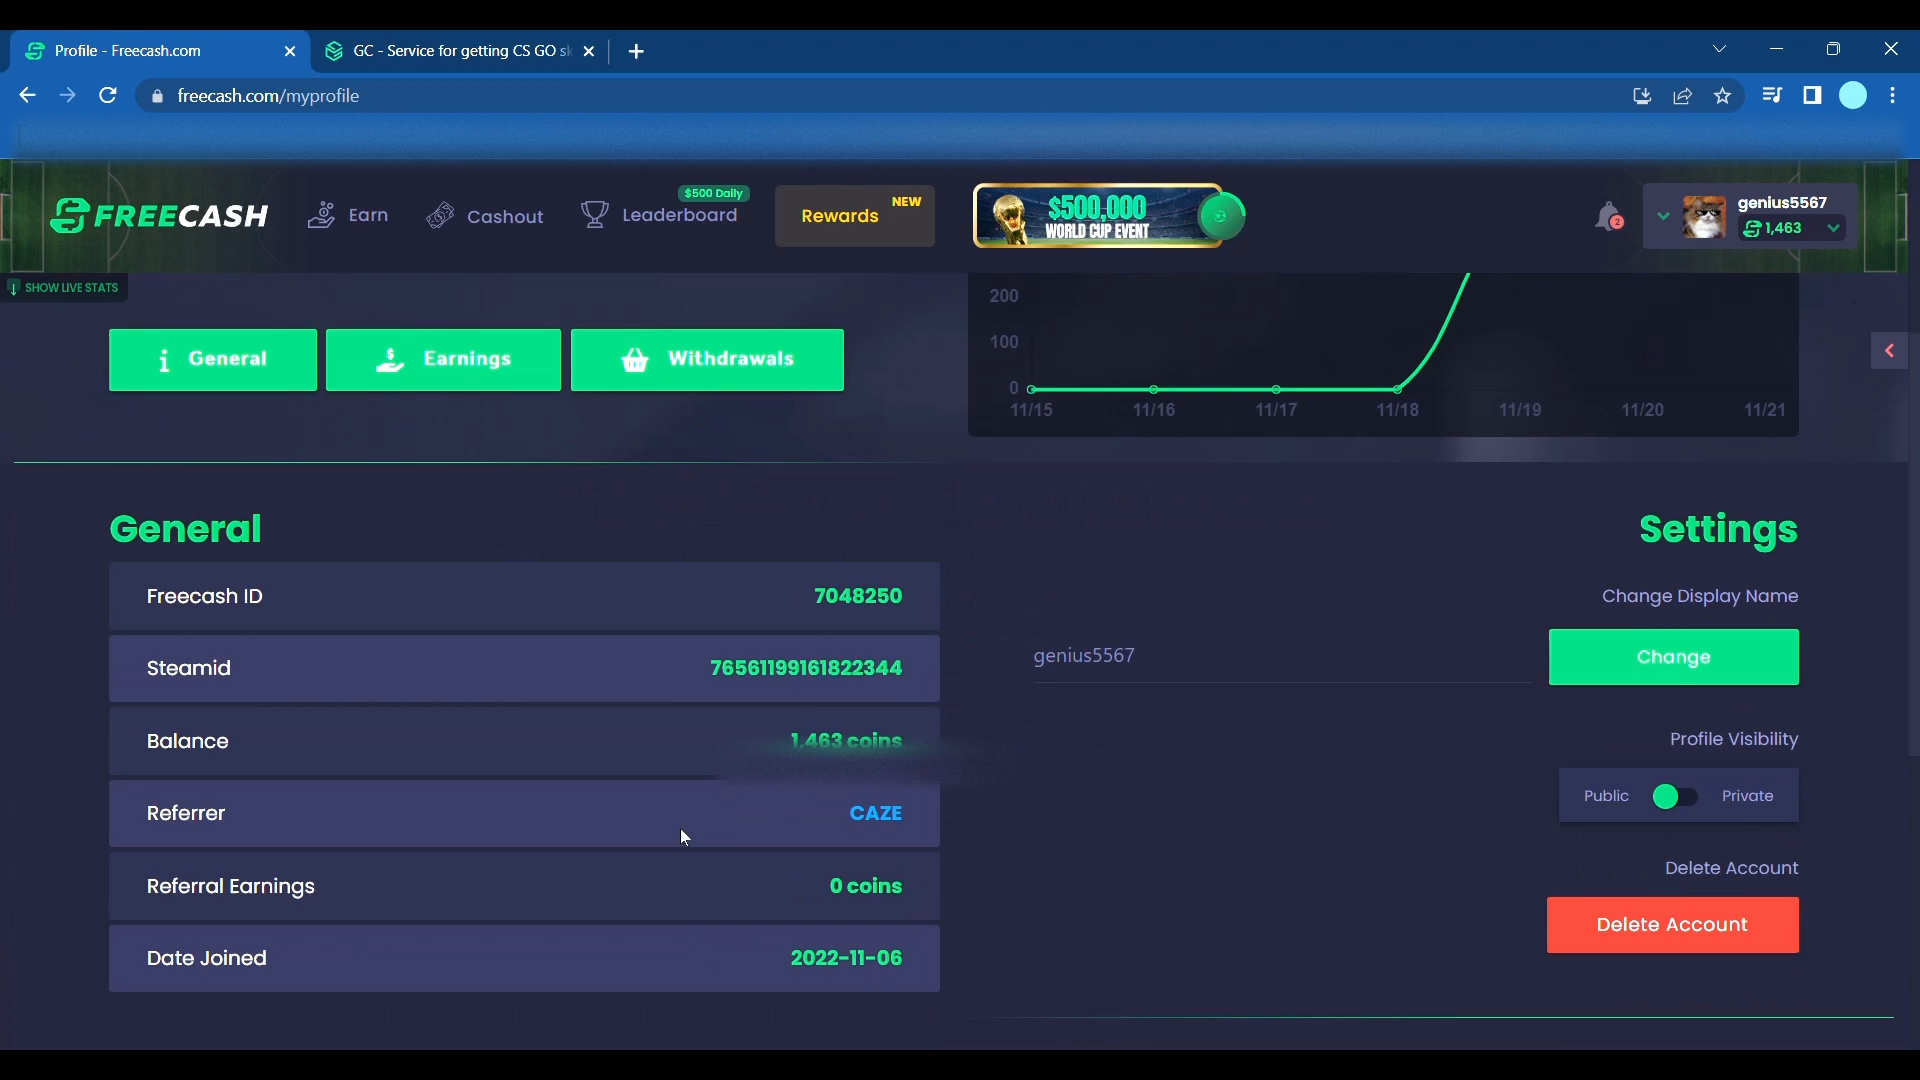 Profile - Freecash.com
GC - Service for getting CS GO sk
freecash.com/myprofile
FREECASH
Earn
Cashout
$500 Daily
Leaderboard
NEW
Rewards
$500,000
WORLD CUP EVENT
2
genius5567
1,463
SHOW LIVE STATS
General
Earnings
Withdrawals
200
100
0
11/15 11/16 11/17 11/18 11/19 11/20 11/21
General
Freecash ID 7048250
Steamid 76561199161822344
Balance 1,463 coins
Referrer CAZE
Referral Earnings 0 coins
Date Joined 2022-11-06
Settings
Change Display Name
genius5567
Change
Profile Visibility
Public Private
Delete Account
Delete Account